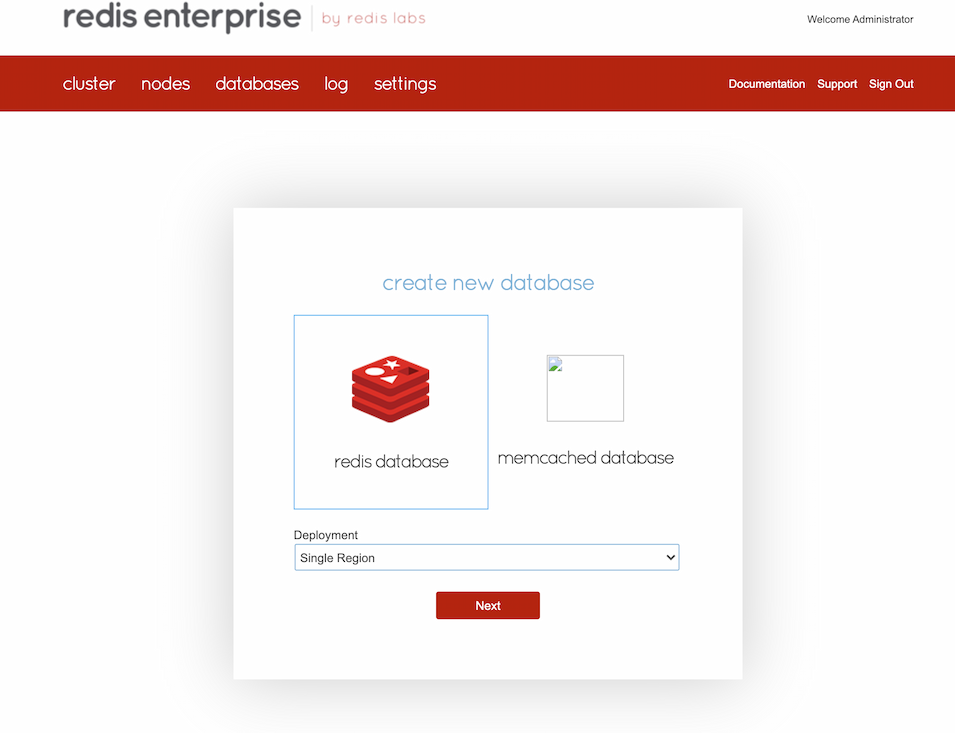 redis enterprise by redis labs
Welcome Administrator
cluster nodes databases log settings Documentation Support Sign Out
create new database
redis database
memcached database
Deployment
Single Region
Next